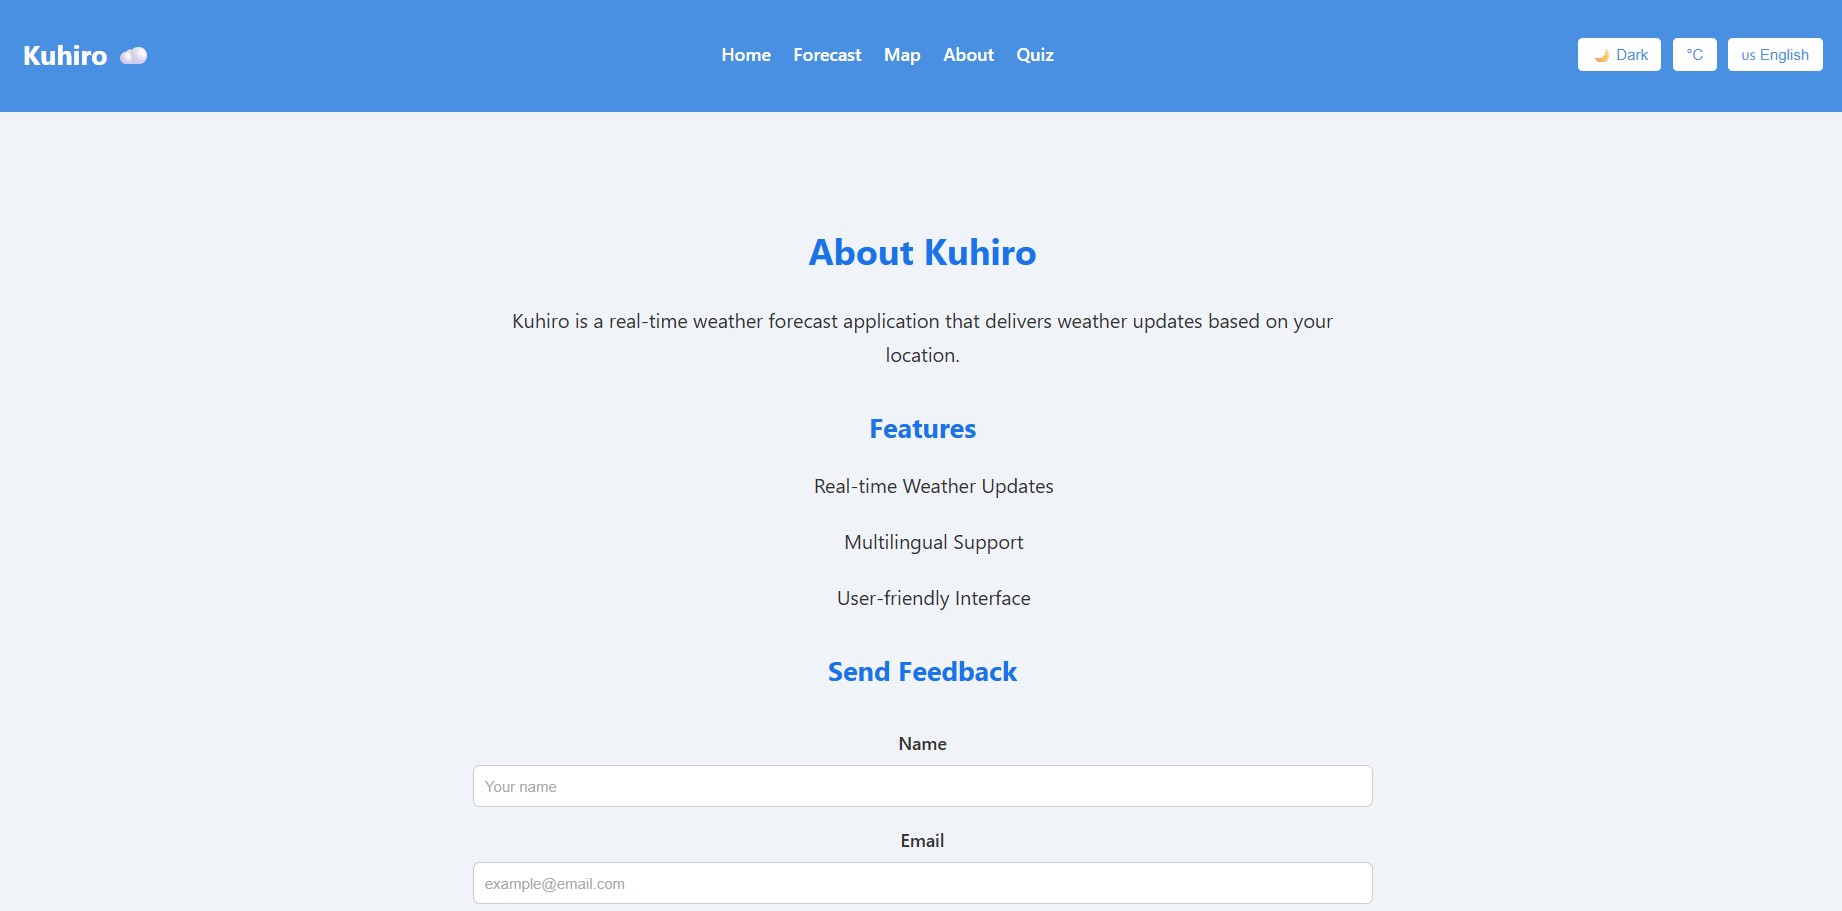 Kuhiro
Home Forecast Map About Quiz
Dark °C us English
About Kuhiro
Kuhiro is a real-time weather forecast application that delivers weather updates based on your
location.
Features
Real-time Weather Updates
Multilingual Support
User-friendly Interface
Send Feedback
Name
Your name
Email
example@email.com